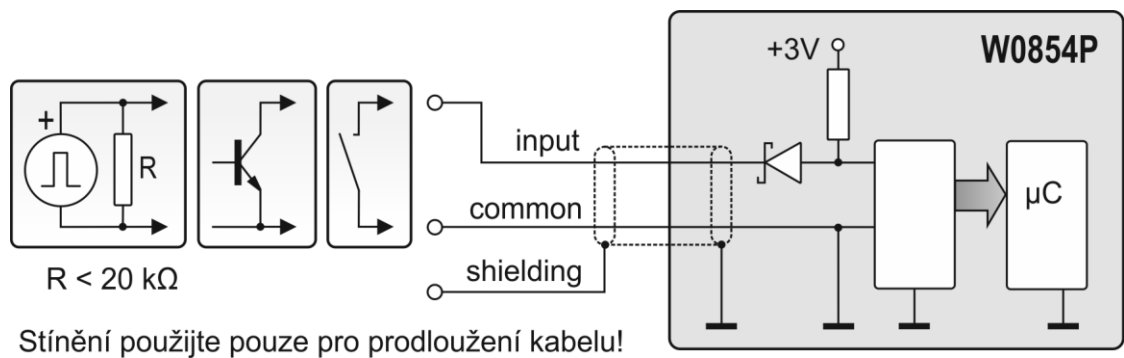 W0854P
+3V
+
R
input
common
shielding
µC
R < 20 kΩ
Stínění použijte pouze pro prodloužení kabelu!